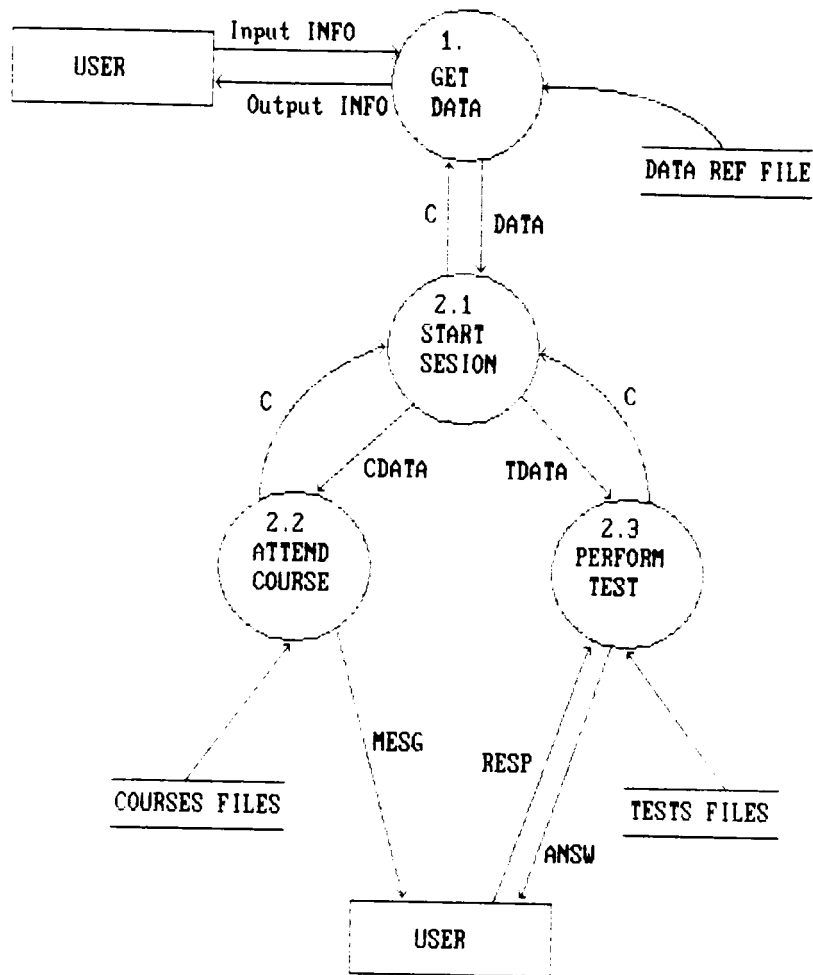 Input INFO
USER
Output INFO
1.
GET
DATA
DATA REF FILE
C
DATA
2.1
START
SESION
C
C
CDATA
TDATA
2.2
ATTEND
COURSE
2.3
PERFORM
TEST
MESG
RESP
COURSES FILES
TESTS FILES
ANSW
USER